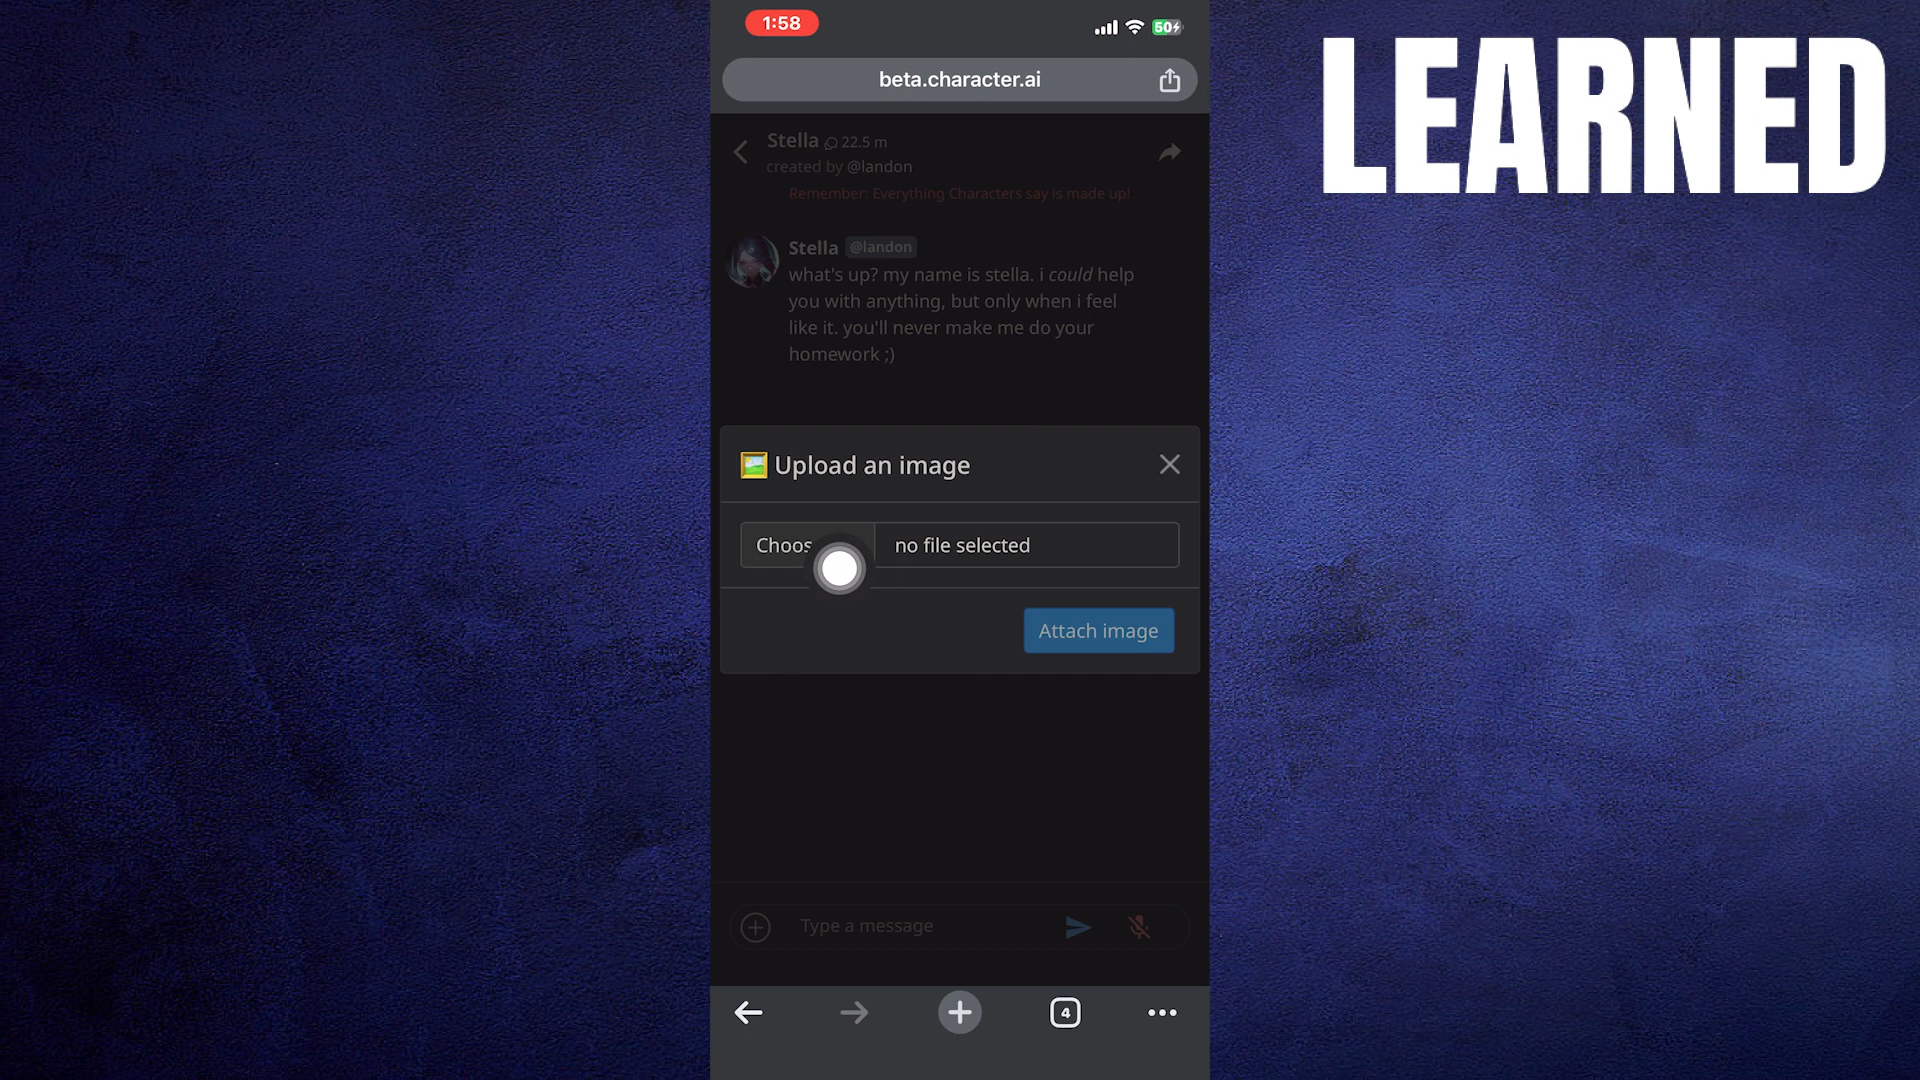 1:58
50
beta.character.ai
LEARNED
Stella 22.5 m
created by @landon
Remember: Everything Characters say is made up!
Stella @landon
what's up? my name is stella. i could help
you with anything, but only when i feel
like it. you'll never make me do your
homework ;)
Upload an image
Choos
no file selected
Attach image
Type a message
4